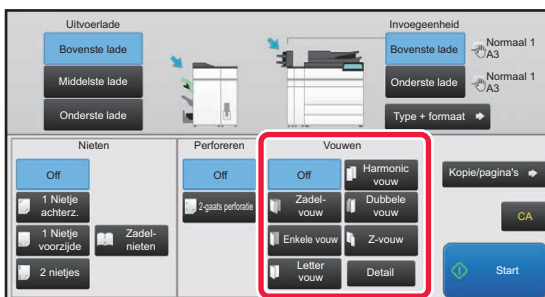 Uitvoerlade
Invoegeenheid
Bovenste lade
Middelste lade
Onderste lade
Bovenste lade
Normaal 1
A3
Onderste lade
Normaal 1
A3
Type + formaat
Nieten
Off
1 Nietje
achterz.
1 Nietje
voorzijde
Zadel-
nieten
2 nietjes
Perforeren
Off
2-gaats perforatie
Vouwen
Off
Harmonic
vouw
Zadel-
vouw
Dubbele
vouw
Enkele vouw
Z-vouw
Letter
vouw
Detail
Kopie/pagina's
CA
Start